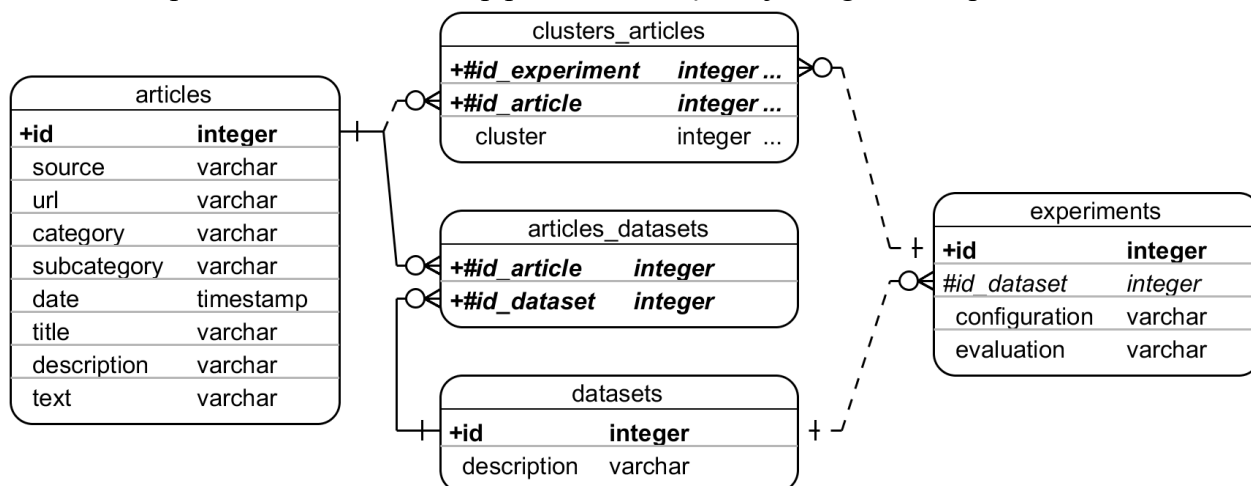 clusters_articles
+#id_experiment integer ...
+#id_article integer ...
cluster integer ...
articles
+id integer
source varchar
url varchar
category varchar
subcategory varchar
date timestamp
title varchar
description varchar
text varchar
articles_datasets
+#id_article integer
+#id_dataset integer
datasets
+id integer
description varchar
experiments
+id integer
#id_dataset integer
configuration varchar
evaluation varchar